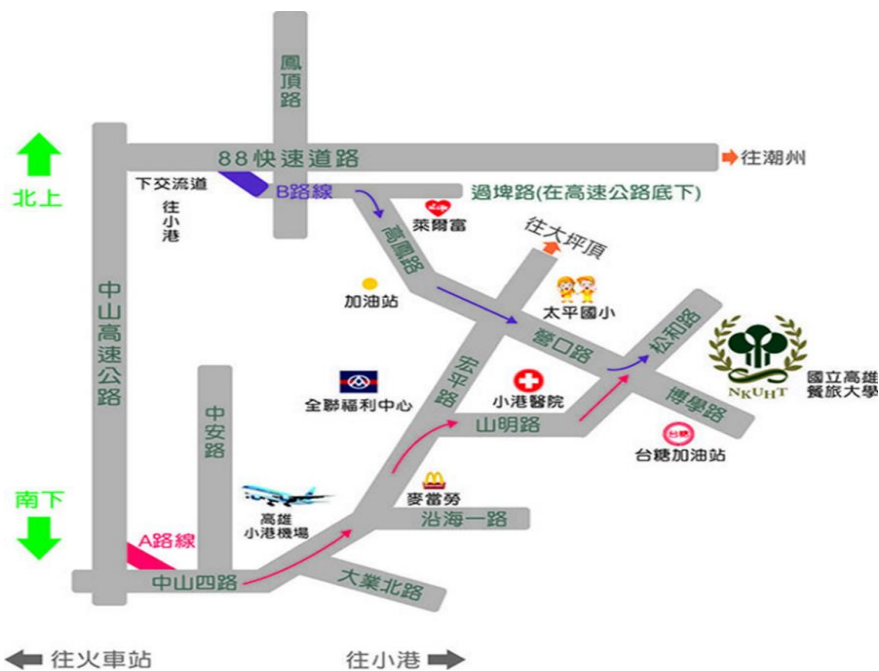 鳳頂路
88快速道路
往潮州
北上
下交流道
往小港
B路線
過埤路(在高速公路底下)
萊爾富
往大坪頂
高鳳路
加油站
太平國小
松和路
中山高速公路
營口路
宏平路
NKUHT
國立高雄
餐旅大學
全聯福利中心
小港醫院
博學路
中安路
山明路
台糖
台糖加油站
南下
麥當勞
高雄
小港機場
沿海一路
A路線
中山四路
大業北路
往火車站
往小港